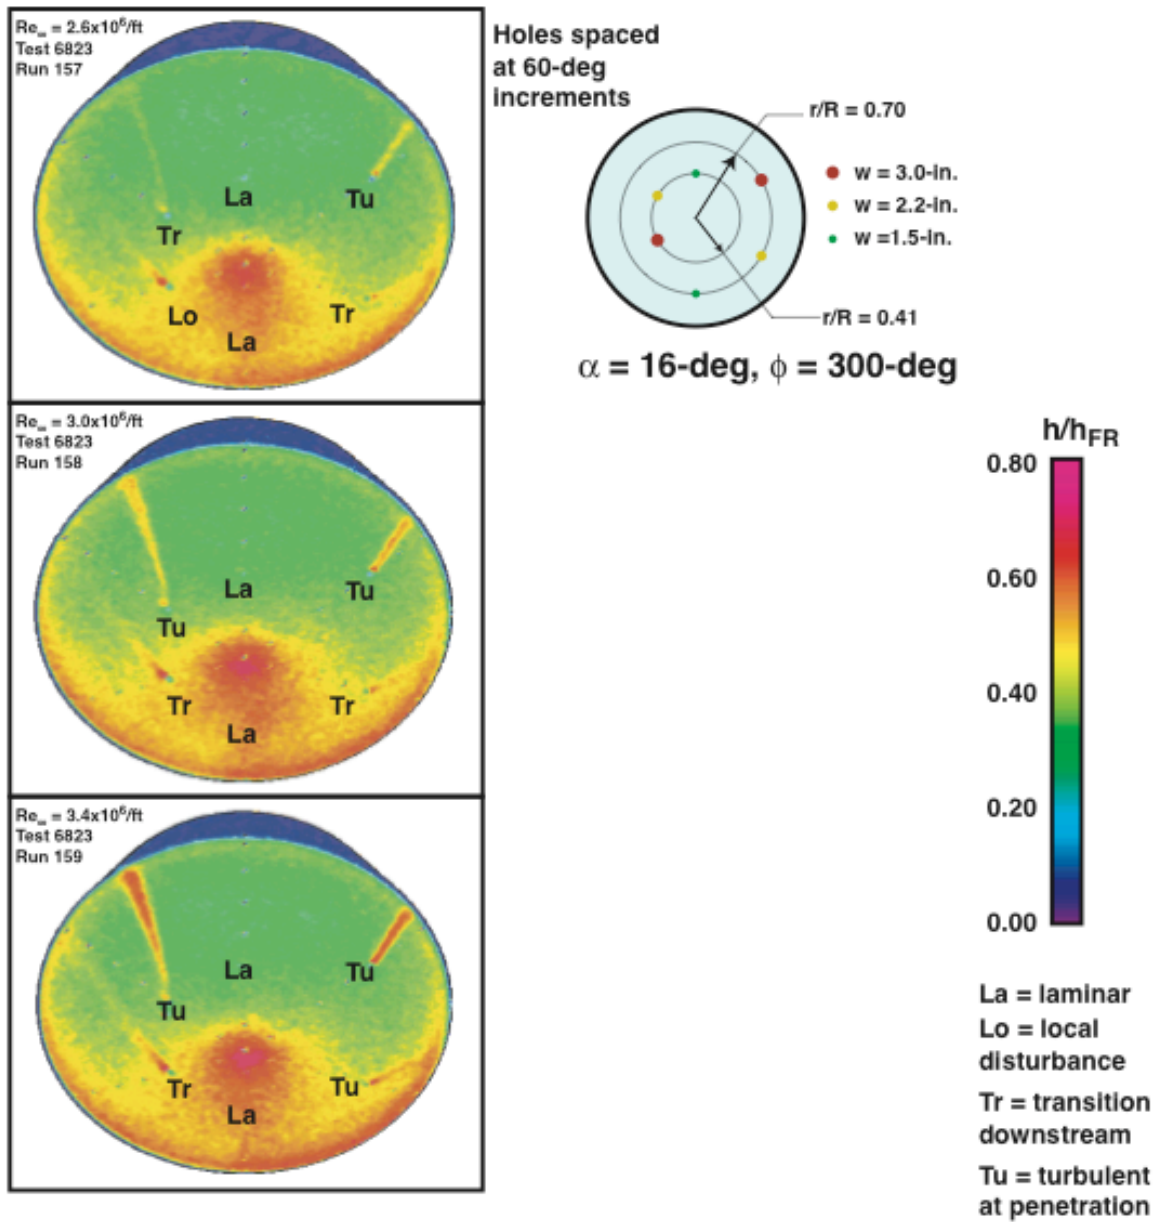 Re∞ = 2.6x10⁶/ft
Test 6823
Run 157
La
Tu
Tr
Lo
Tr
La
Holes spaced
at 60-deg
increments
r/R = 0.70
w = 3.0-in.
w = 2.2-in.
w =1.5-in.
r/R = 0.41
α = 16-deg, ϕ = 300-deg
Re∞ = 3.0x10⁶/ft
Test 6823
Run 158
La
Tu
Tu
Tr
Tr
La
h/hFR
0.80
0.60
0.40
0.20
0.00
Re∞ = 3.4x10⁶/ft
Test 6823
Run 159
La
Tu
Tu
Tr
Tu
La
La = laminar
Lo = local
disturbance
Tr = transition
downstream
Tu = turbulent
at penetration